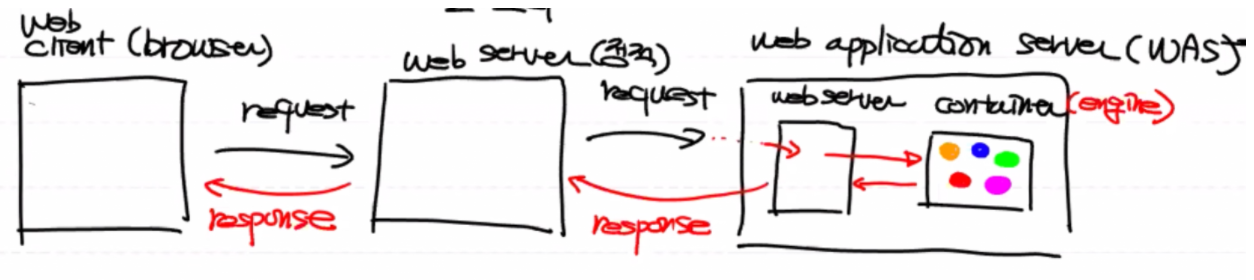 web
client (browser)
web server (정적)
web application server (WAS)
request
request
web server
container (engine)
response
response